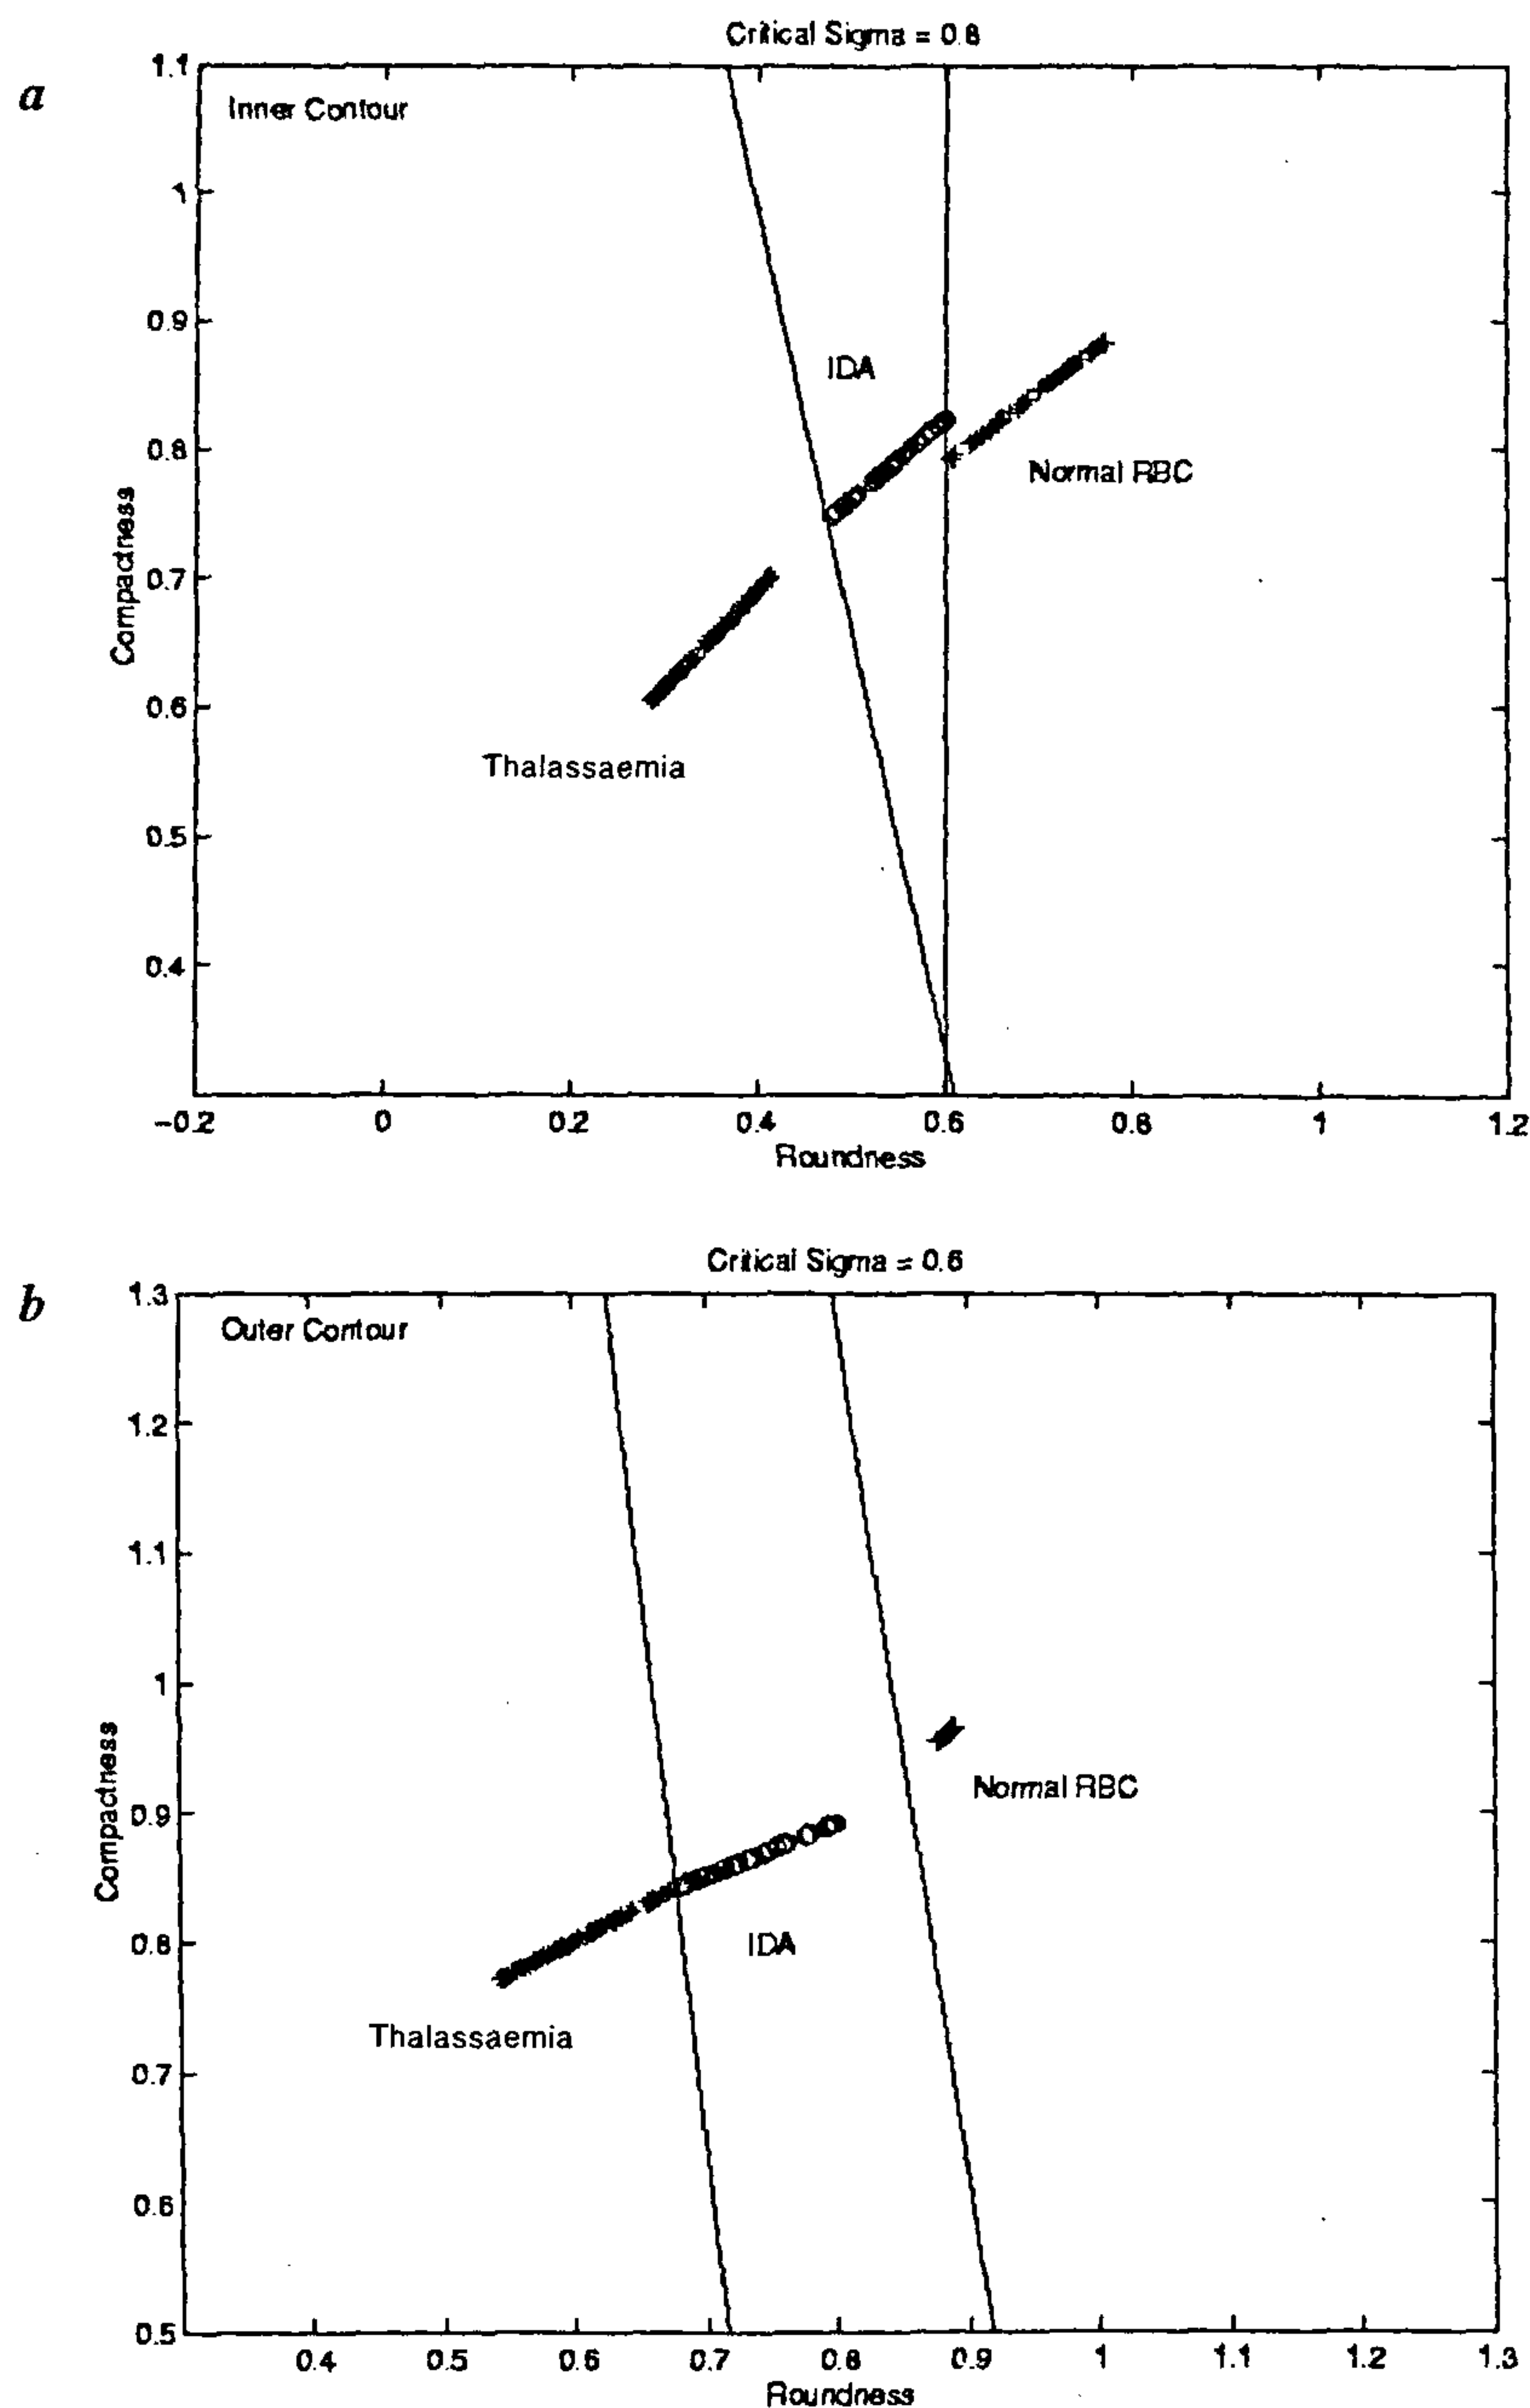 Critical Sigma = 0.8
a
1.1
Inner Contour
1
0.9
IDA
0.8
Normal RBC
Compactness
0.7
0.6
Thalassaemia
0.5
0.4
-0.2 0 0.2 0.4 0.6 0.8 1 1.2
Roundness
Critical Sigma = 0.6
b
1.3
Outer Contour
1.2
1.1
1
Normal RBC
Compactness
0.9
IDA
0.8
Thalassaemia
0.7
0.6
0.5
0.4 0.5 0.6 0.7 0.8 0.9 1 1.1 1.2 1.3
Roundness